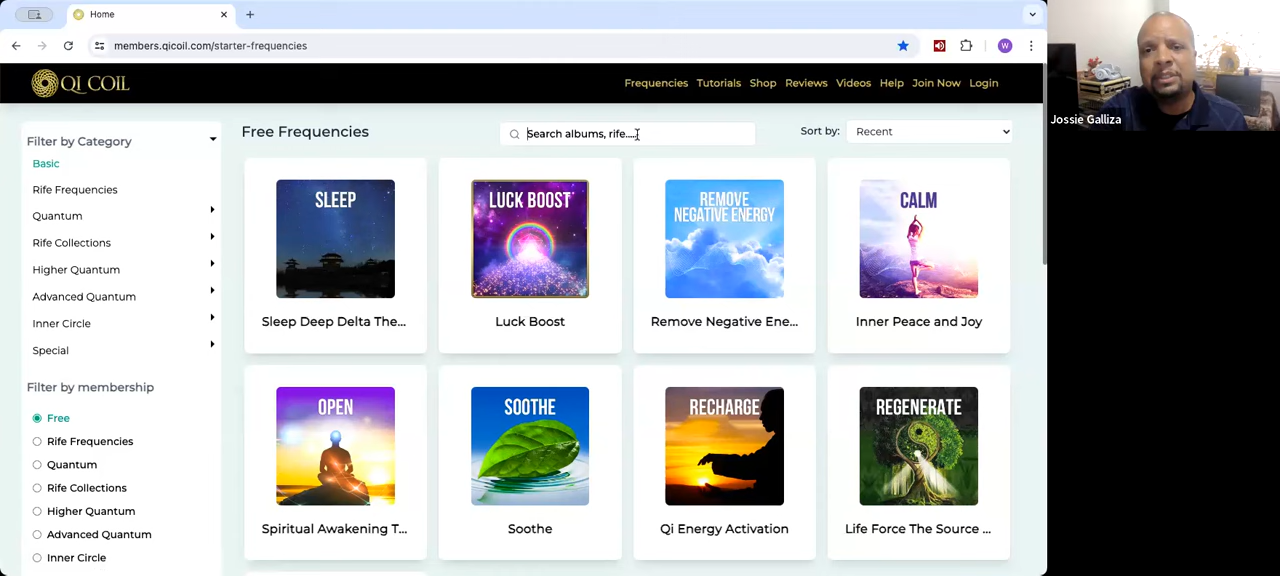 Home
members.qicoil.com/starter-frequencies
W
QI COIL
Frequencies Tutorials Shop Reviews Videos Help Join Now Login
Jossie Galliza
Filter by Category
Basic
Rife Frequencies
Quantum
Rife Collections
Higher Quantum
Advanced Quantum
Inner Circle
Special
Filter by membership
Free
Rife Frequencies
Quantum
Rife Collections
Higher Quantum
Advanced Quantum
Inner Circle
Free Frequencies
Search albums, rife.....
Sort by: Recent
SLEEP
Sleep Deep Delta The...
LUCK BOOST
Luck Boost
REMOVE
NEGATIVE ENERGY
Remove Negative Ene...
CALM
Inner Peace and Joy
OPEN
Spiritual Awakening T...
SOOTHE
Soothe
RECHARGE
Qi Energy Activation
REGENERATE
Life Force The Source ...